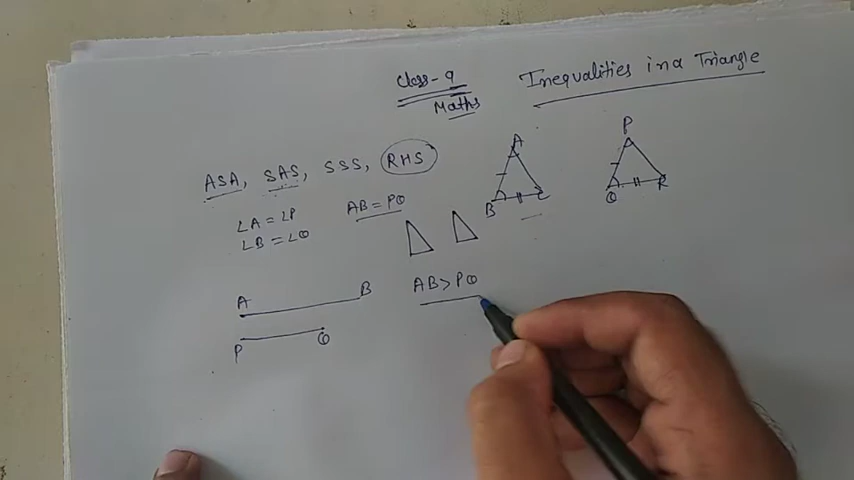 Class-9
Maths
Inequalities in a Triangle
ASA, SAS, SSS, RHS
∠A = ∠P
∠B = ∠Q
AB = PQ
A
B
C
P
Q
R
A
B
AB > PQ
P
Q